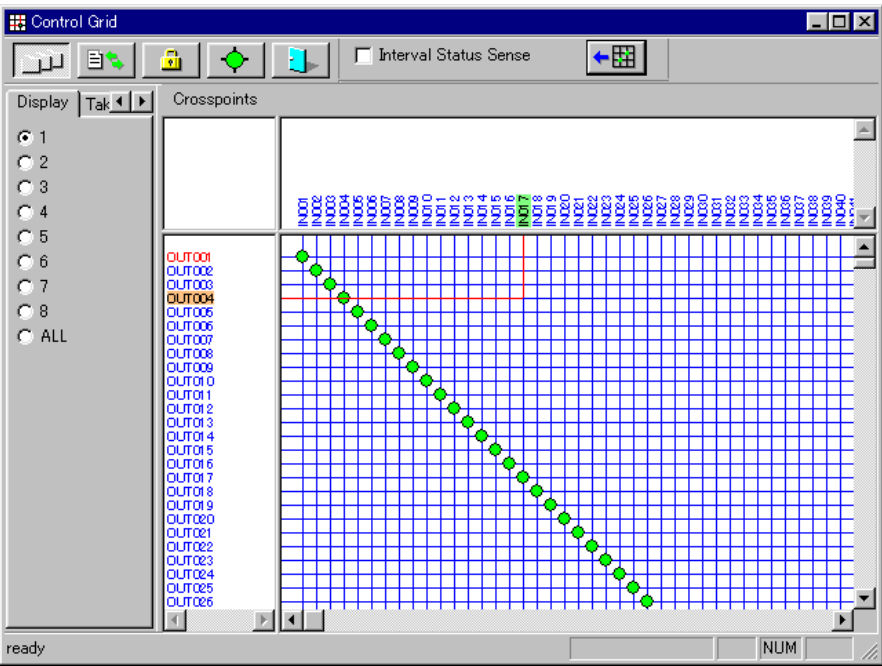 Control Grid
Interval Status Sense
Display
Tak
Crosspoints
1
2
3
4
5
6
7
8
ALL
IN001
IN002
IN003
IN004
IN005
IN006
IN007
IN008
IN009
IN010
IN011
IN012
IN013
IN014
IN015
IN016
IN017
IN018
IN019
IN020
IN021
IN022
IN023
IN024
IN025
IN026
IN027
IN028
IN029
IN030
IN031
IN032
IN033
IN034
IN035
IN036
IN037
IN038
IN039
IN040
OUT001
OUT002
OUT003
OUT004
OUT005
OUT006
OUT007
OUT008
OUT009
OUT010
OUT011
OUT012
OUT013
OUT014
OUT015
OUT016
OUT017
OUT018
OUT019
OUT020
OUT021
OUT022
OUT023
OUT024
OUT025
OUT026
ready
NUM